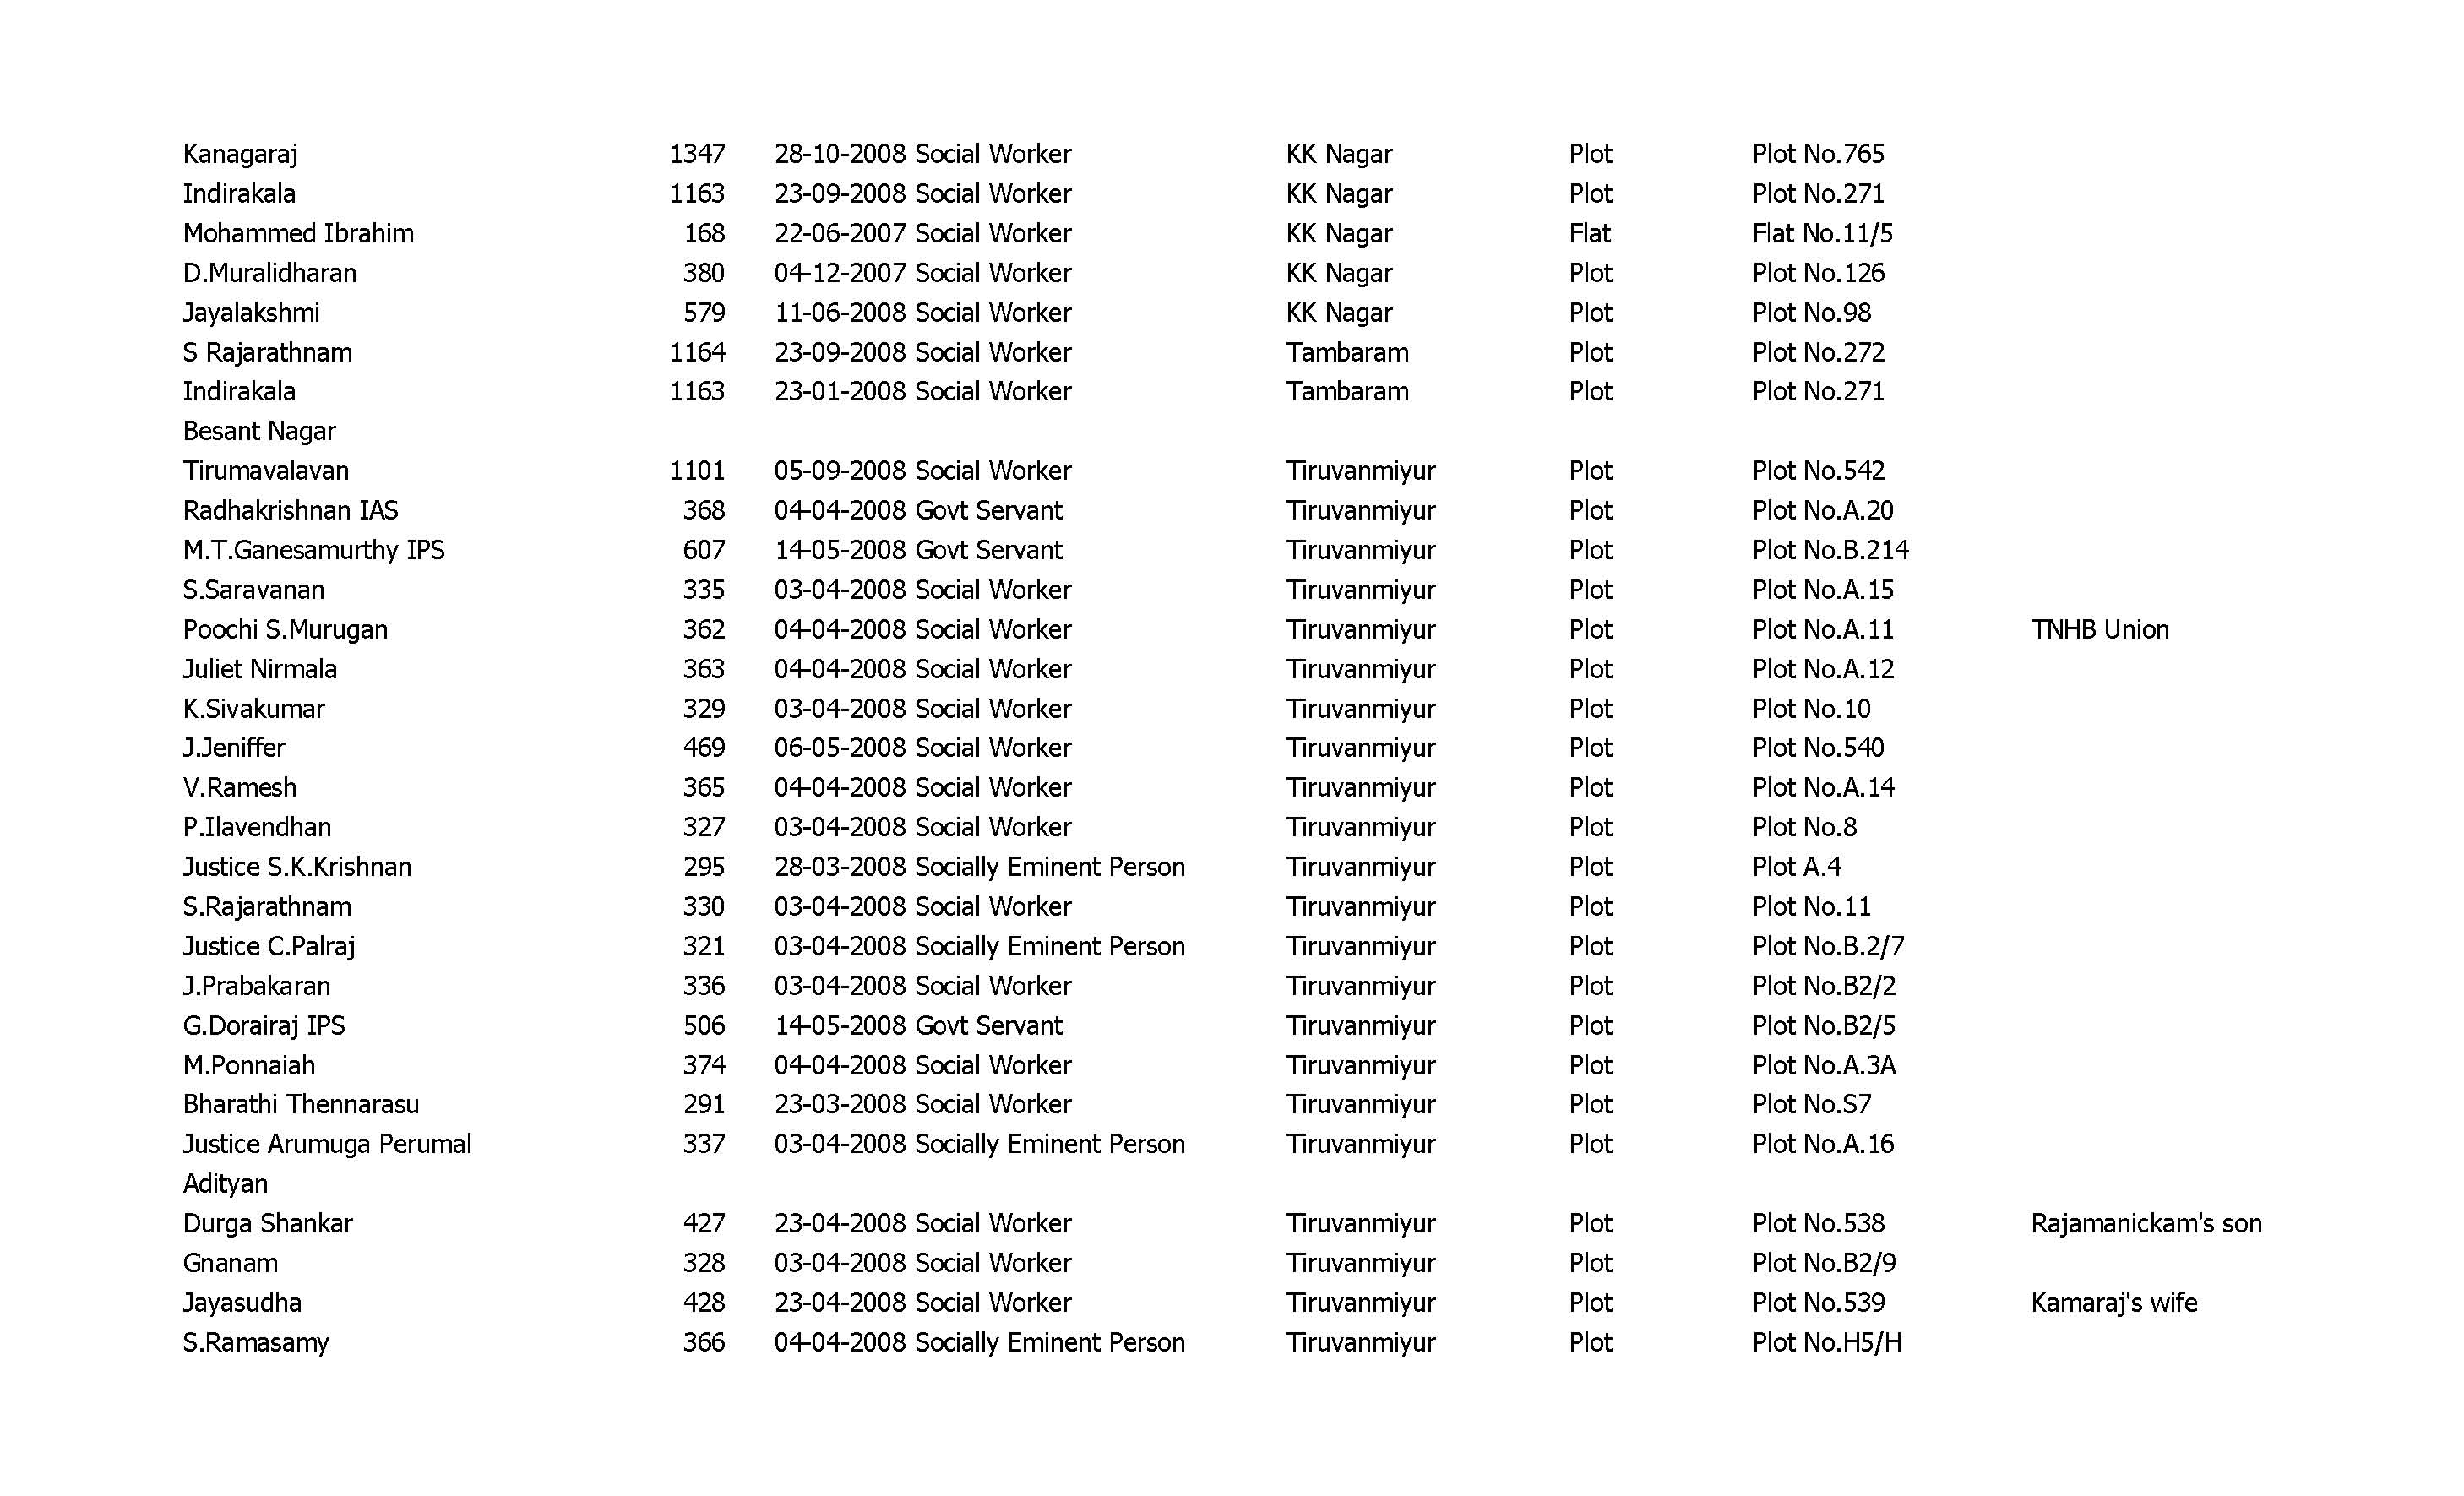 Kanagaraj 1347 28-10-2008 Social Worker KK Nagar Plot Plot No.765
Indirakala 1163 23-09-2008 Social Worker KK Nagar Plot Plot No.271
Mohammed Ibrahim 168 22-06-2007 Social Worker KK Nagar Flat Flat No.11/5
D.Muralidharan 380 04-12-2007 Social Worker KK Nagar Plot Plot No.126
Jayalakshmi 579 11-06-2008 Social Worker KK Nagar Plot Plot No.98
S Rajarathnam 1164 23-09-2008 Social Worker Tambaram Plot Plot No.272
Indirakala 1163 23-01-2008 Social Worker Tambaram Plot Plot No.271
Besant Nagar
Tirumavalavan 1101 05-09-2008 Social Worker Tiruvanmiyur Plot Plot No.542
Radhakrishnan IAS 368 04-04-2008 Govt Servant Tiruvanmiyur Plot Plot No.A.20
M.T.Ganesamurthy IPS 607 14-05-2008 Govt Servant Tiruvanmiyur Plot Plot No.B.214
S.Saravanan 335 03-04-2008 Social Worker Tiruvanmiyur Plot Plot No.A.15
Poochi S.Murugan 362 04-04-2008 Social Worker Tiruvanmiyur Plot Plot No.A.11 TNHB Union
Juliet Nirmala 363 04-04-2008 Social Worker Tiruvanmiyur Plot Plot No.A.12
K.Sivakumar 329 03-04-2008 Social Worker Tiruvanmiyur Plot Plot No.10
J.Jeniffer 469 06-05-2008 Social Worker Tiruvanmiyur Plot Plot No.540
V.Ramesh 365 04-04-2008 Social Worker Tiruvanmiyur Plot Plot No.A.14
P.Ilavendhan 327 03-04-2008 Social Worker Tiruvanmiyur Plot Plot No.8
Justice S.K.Krishnan 295 28-03-2008 Socially Eminent Person Tiruvanmiyur Plot Plot A.4
S.Rajarathnam 330 03-04-2008 Social Worker Tiruvanmiyur Plot Plot No.11
Justice C.Palraj 321 03-04-2008 Socially Eminent Person Tiruvanmiyur Plot Plot No.B.2/7
J.Prabakaran 336 03-04-2008 Social Worker Tiruvanmiyur Plot Plot No.B2/2
G.Dorairaj IPS 506 14-05-2008 Govt Servant Tiruvanmiyur Plot Plot No.B2/5
M.Ponnaiah 374 04-04-2008 Social Worker Tiruvanmiyur Plot Plot No.A.3A
Bharathi Thennarasu 291 23-03-2008 Social Worker Tiruvanmiyur Plot Plot No.S7
Justice Arumuga Perumal 337 03-04-2008 Socially Eminent Person Tiruvanmiyur Plot Plot No.A.16
Adityan
Durga Shankar 427 23-04-2008 Social Worker Tiruvanmiyur Plot Plot No.538 Rajamanickam's son
Gnanam 328 03-04-2008 Social Worker Tiruvanmiyur Plot Plot No.B2/9
Jayasudha 428 23-04-2008 Social Worker Tiruvanmiyur Plot Plot No.539 Kamaraj's wife
S.Ramasamy 366 04-04-2008 Socially Eminent Person Tiruvanmiyur Plot Plot No.H5/H